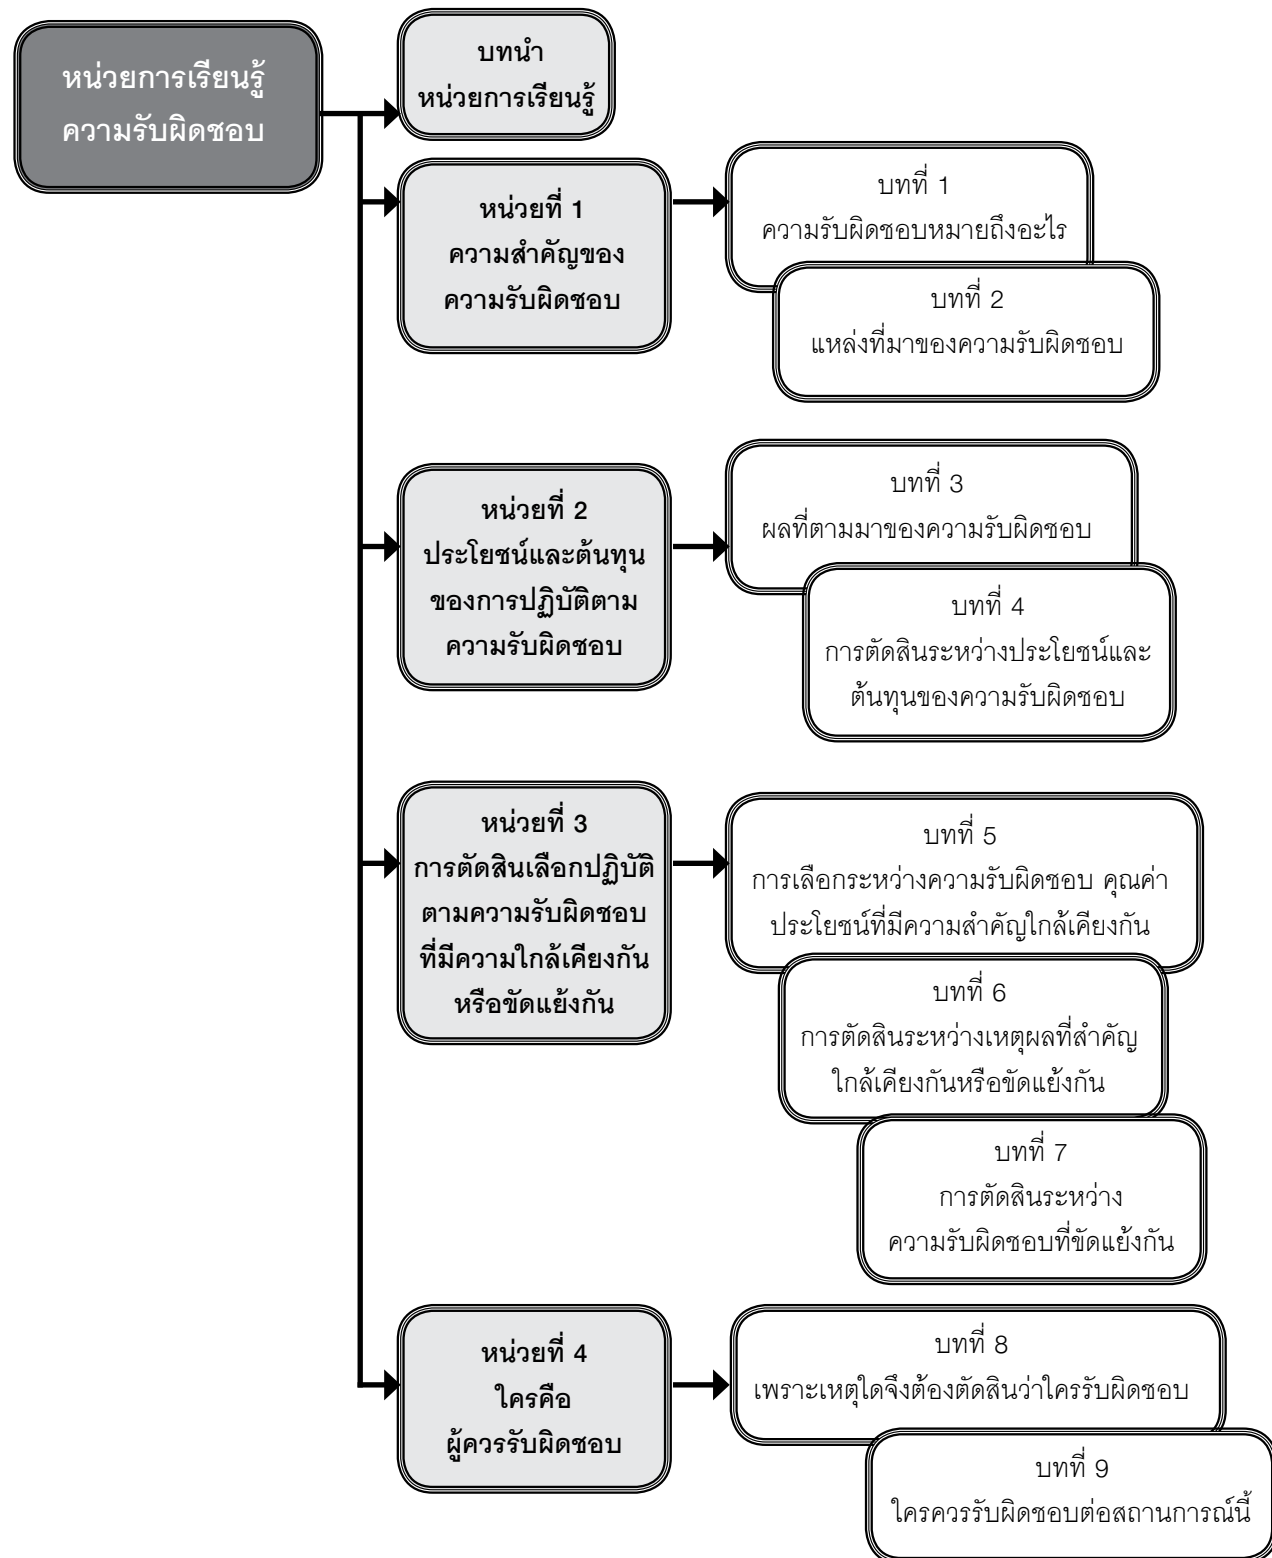 หน่วยการเรียนรู้
ความรับผิดชอบ
บทนำ
หน่วยการเรียนรู้
หน่วยที่ 1
ความสำคัญของ
ความรับผิดชอบ
บทที่ 1
ความรับผิดชอบหมายถึงอะไร
บทที่ 2
แหล่งที่มาของความรับผิดชอบ
หน่วยที่ 2
ประโยชน์และต้นทุน
ของการปฏิบัติตาม
ความรับผิดชอบ
บทที่ 3
ผลที่ตามมาของความรับผิดชอบ
บทที่ 4
การตัดสินระหว่างประโยชน์และ
ต้นทุนของความรับผิดชอบ
หน่วยที่ 3
การตัดสินเลือกปฏิบัติ
ตามความรับผิดชอบ
ที่มีความใกล้เคียงกัน
หรือขัดแย้งกัน
บทที่ 5
การเลือกระหว่างความรับผิดชอบ คุณค่า
ประโยชน์ที่มีความสำคัญใกล้เคียงกัน
บทที่ 6
การตัดสินระหว่างเหตุผลที่สำคัญ
ใกล้เคียงกันหรือขัดแย้งกัน
บทที่ 7
การตัดสินระหว่าง
ความรับผิดชอบที่ขัดแย้งกัน
หน่วยที่ 4
ใครคือ
ผู้ควรรับผิดชอบ
บทที่ 8
เพราะเหตุใดจึงต้องตัดสินว่าใครรับผิดชอบ
บทที่ 9
ใครควรรับผิดชอบต่อสถานการณ์นี้